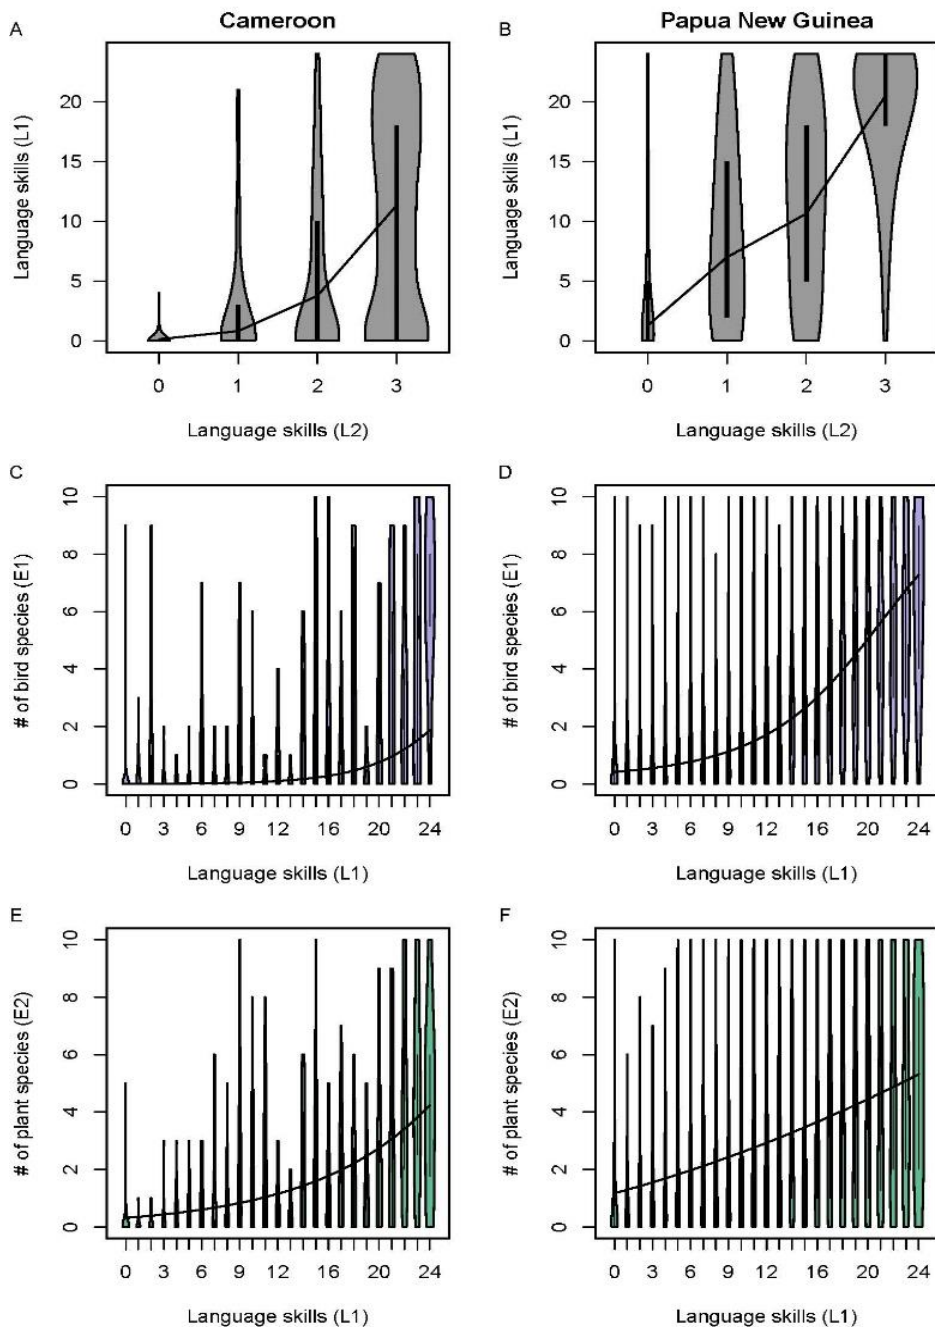 A
Cameroon
B
Papua New Guinea
Language skills (L1)
0 5 10 15 20
0 1 2 3
Language skills (L2)
Language skills (L1)
0 5 10 15 20
0 1 2 3
Language skills (L2)
C
# of bird species (E1)
0 2 4 6 8 10
0 3 6 9 12 16 20 24
Language skills (L1)
D
# of bird species (E1)
0 2 4 6 8 10
0 3 6 9 12 16 20 24
Language skills (L1)
E
# of plant species (E2)
0 2 4 6 8 10
0 3 6 9 12 16 20 24
Language skills (L1)
F
# of plant species (E2)
0 2 4 6 8 10
0 3 6 9 12 16 20 24
Language skills (L1)